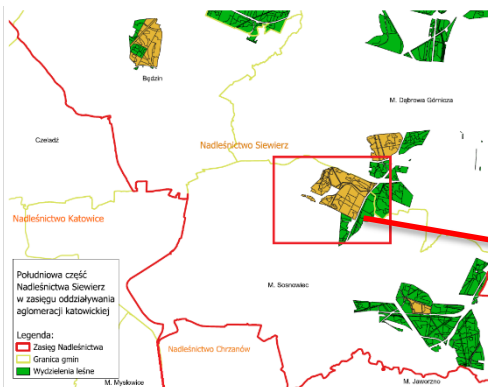 Będzin
M. Dąbrowa Górnicza
Czeladź
Nadleśnictwo Siewierz
Nadleśnictwo Katowice
Południowa część
Nadleśnictwa Siewierz
w zasięgu oddziaływania
aglomeracji katowickiej
Legenda:
Zasięg Nadleśnictwa
Granica gmin
Wydzielenia leśne
M. Sosnowiec
Nadleśnictwo Chrzanów
M. Mysłowice
M. Jaworzno